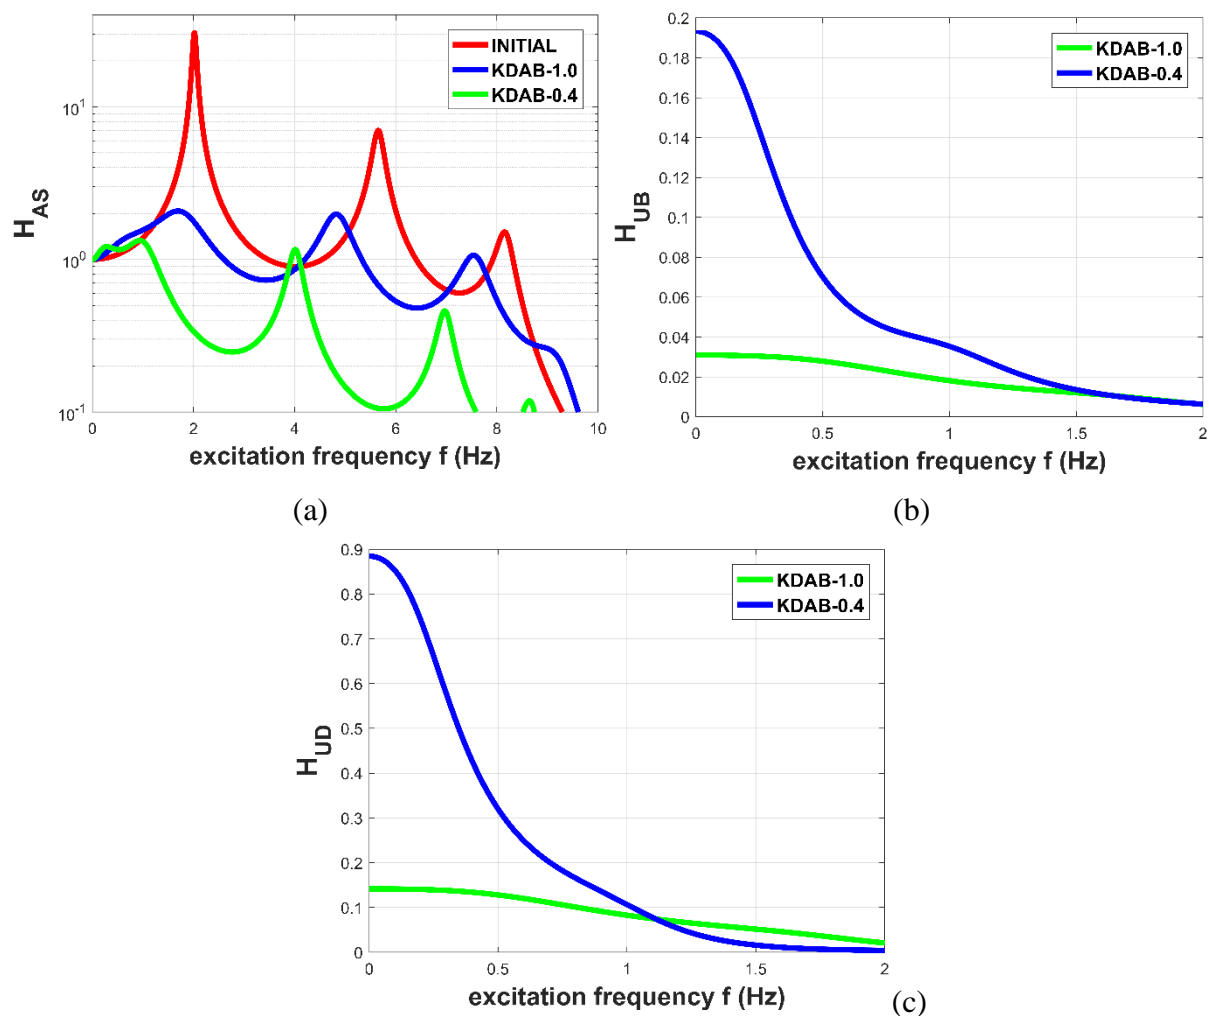 INITIAL
KDAB-1.0
KDAB-0.4
10^1
10^0
10^-1
H_AS
0 2 4 6 8 10
excitation frequency f (Hz)
(a)
KDAB-1.0
KDAB-0.4
0.2
0.18
0.16
0.14
0.12
0.1
0.08
0.06
0.04
0.02
0
H_UB
0 0.5 1 1.5 2
excitation frequency f (Hz)
(b)
KDAB-1.0
KDAB-0.4
0.9
0.8
0.7
0.6
0.5
0.4
0.3
0.2
0.1
0
H_UD
0 0.5 1 1.5 2
excitation frequency f (Hz)
(c)